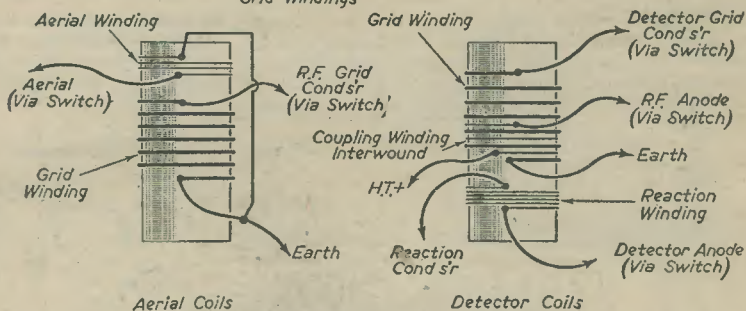 Grid Windings
Aerial Winding
Aerial
(Via Switch)
R.F. Grid
Cond s'r
(Via Switch)
Grid
Winding
Earth
Aerial Coils
Grid Winding
Detector Grid
Cond s'r
(Via Switch)
R.F. Anode
(Via Switch)
Coupling Winding
Interwound
Earth
H.T.+
Reaction
Winding
Reaction
Cond s'r
Detector Anode
(Via Switch)
Detector Coils